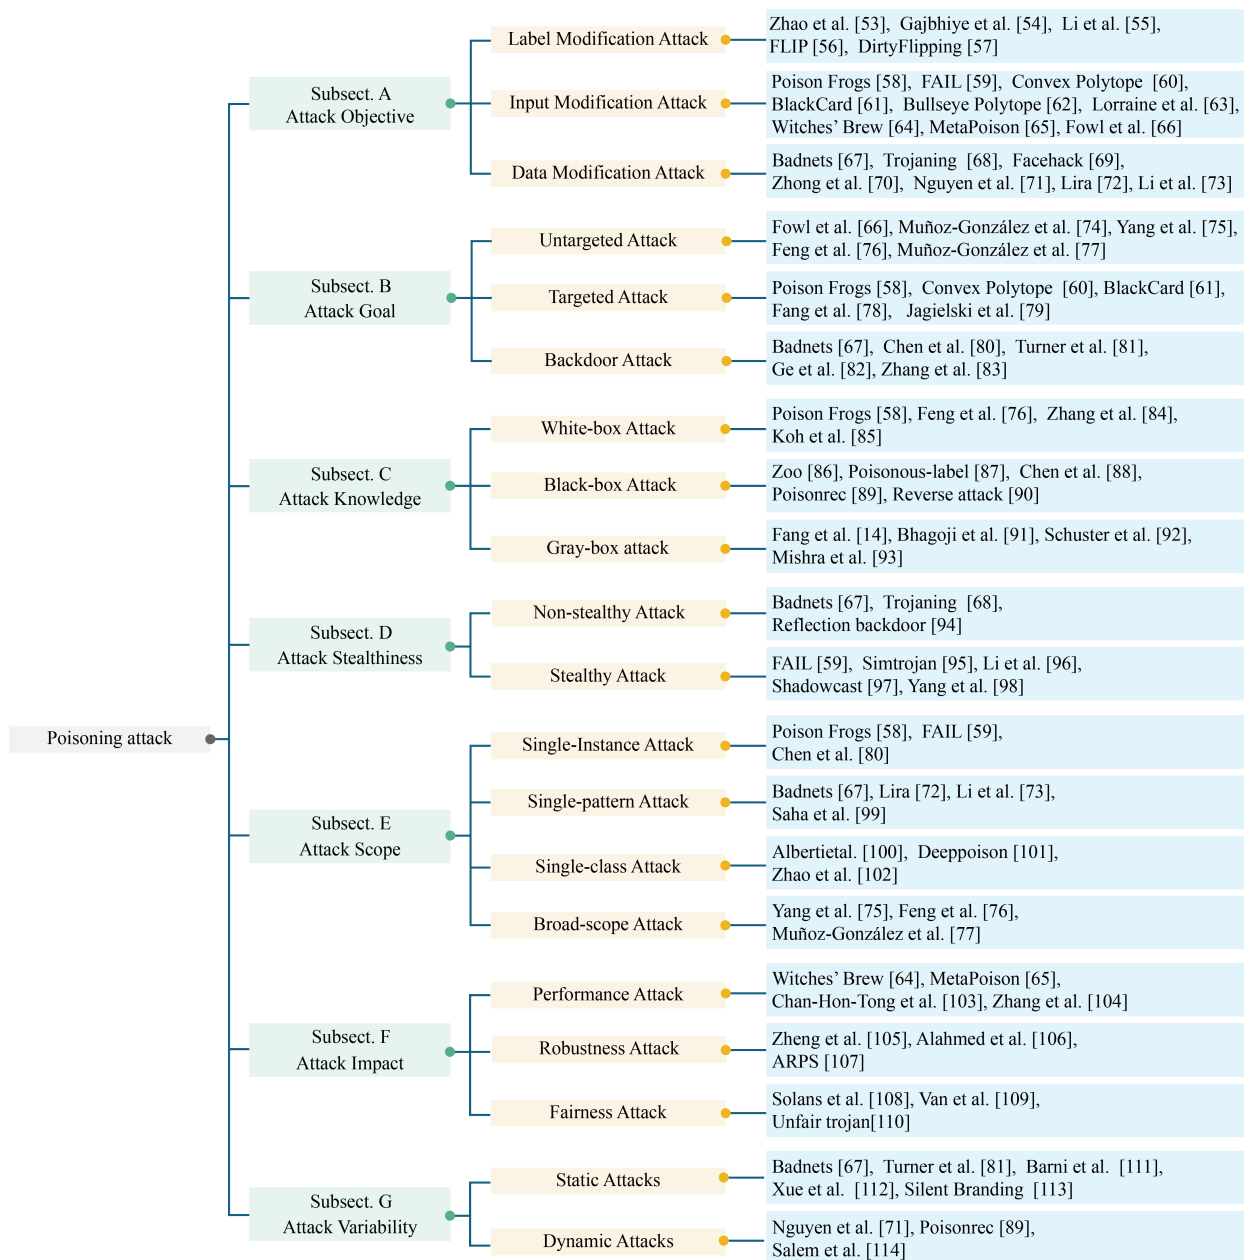 Poisoning attack
Subsect. A
Attack Objective
Label Modification Attack
Zhao et al. [53], Gajbhiye et al. [54], Li et al. [55],
FLIP [56], DirtyFlipping [57]
Input Modification Attack
Poison Frogs [58], FAIL [59], Convex Polytope [60],
BlackCard [61], Bullseye Polytope [62], Lorraine et al. [63],
Witches’ Brew [64], MetaPoison [65], Fowl et al. [66]
Data Modification Attack
Badnets [67], Trojaning [68], Facehack [69],
Zhong et al. [70], Nguyen et al. [71], Lira [72], Li et al. [73]
Subsect. B
Attack Goal
Untargeted Attack
Fowl et al. [66], Muñoz-González et al. [74], Yang et al. [75],
Feng et al. [76], Muñoz-González et al. [77]
Targeted Attack
Poison Frogs [58], Convex Polytope [60], BlackCard [61],
Fang et al. [78], Jagielski et al. [79]
Backdoor Attack
Badnets [67], Chen et al. [80], Turner et al. [81],
Ge et al. [82], Zhang et al. [83]
Subsect. C
Attack Knowledge
White-box Attack
Poison Frogs [58], Feng et al. [76], Zhang et al. [84],
Koh et al. [85]
Black-box Attack
Zoo [86], Poisonous-label [87], Chen et al. [88],
Poisonrec [89], Reverse attack [90]
Gray-box attack
Fang et al. [14], Bhagoji et al. [91], Schuster et al. [92],
Mishra et al. [93]
Subsect. D
Attack Stealthiness
Non-stealthy Attack
Badnets [67], Trojaning [68],
Reflection backdoor [94]
Stealthy Attack
FAIL [59], Simtrojan [95], Li et al. [96],
Shadowcast [97], Yang et al. [98]
Subsect. E
Attack Scope
Single-Instance Attack
Poison Frogs [58], FAIL [59],
Chen et al. [80]
Single-pattern Attack
Badnets [67], Lira [72], Li et al. [73],
Saha et al. [99]
Single-class Attack
Albertietal. [100], Deeppoison [101],
Zhao et al. [102]
Broad-scope Attack
Yang et al. [75], Feng et al. [76],
Muñoz-González et al. [77]
Subsect. F
Attack Impact
Performance Attack
Witches’ Brew [64], MetaPoison [65],
Chan-Hon-Tong et al. [103], Zhang et al. [104]
Robustness Attack
Zheng et al. [105], Alahmed et al. [106],
ARPS [107]
Fairness Attack
Solans et al. [108], Van et al. [109],
Unfair trojan[110]
Subsect. G
Attack Variability
Static Attacks
Badnets [67], Turner et al. [81], Barni et al. [111],
Xue et al. [112], Silent Branding [113]
Dynamic Attacks
Nguyen et al. [71], Poisonrec [89],
Salem et al. [114]